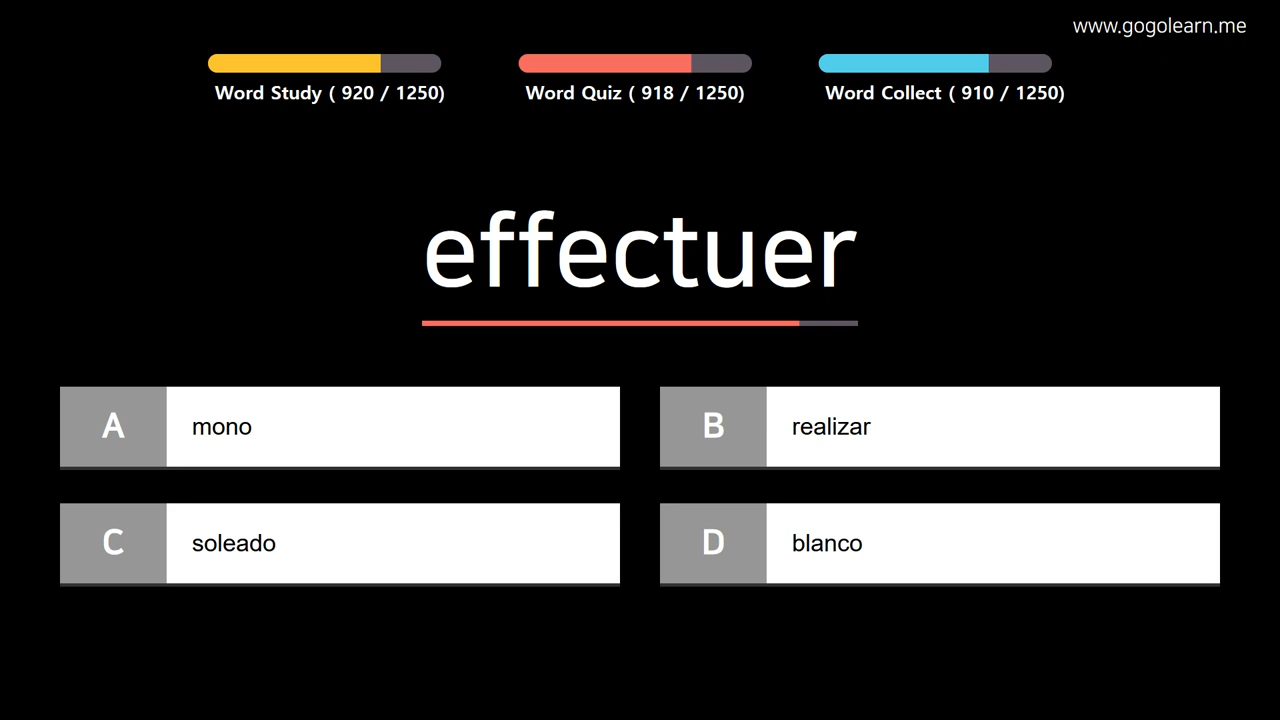 www.gogolearn.me
Word Study ( 920 / 1250)
Word Quiz ( 918 / 1250)
Word Collect ( 910 / 1250)
effectuer
A
mono
B
realizar
C
soleado
D
blanco